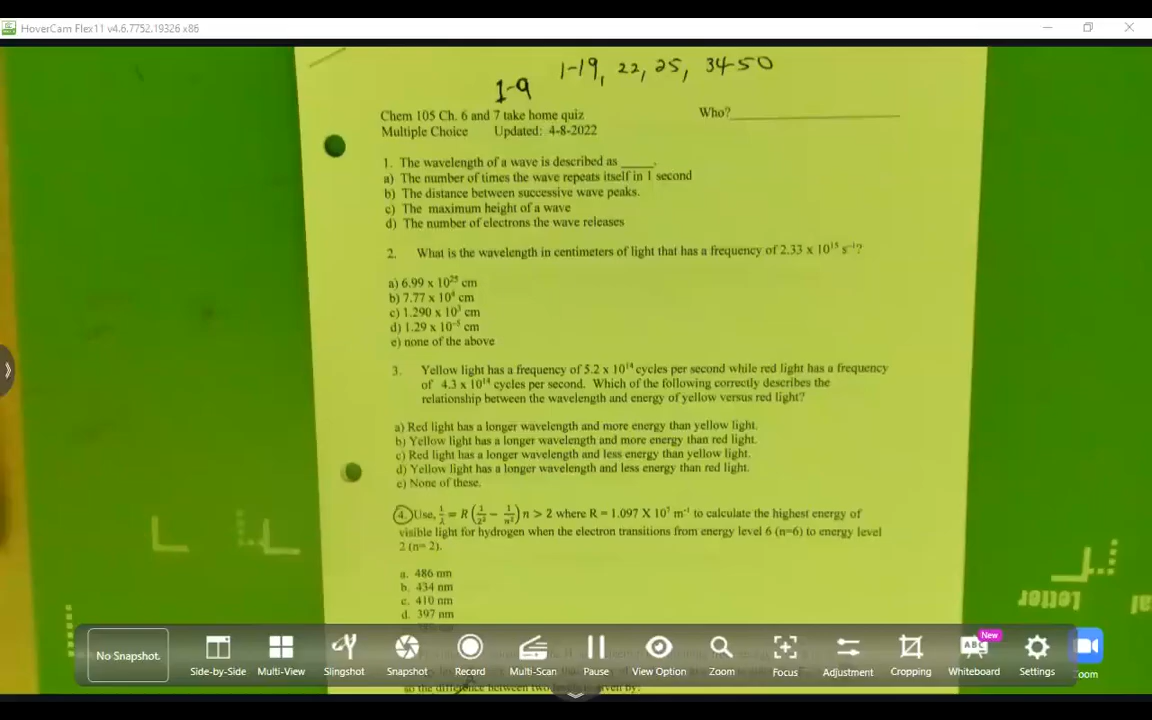 HoverCam Flex11 v4.6.7752.19326 x86
1-19, 22, 25, 34-50
1-9
Chem 105 Ch. 6 and 7 take home quiz
Who?__________
Multiple Choice Updated: 4-8-2022
1. The wavelength of a wave is described as _____.
a) The number of times the wave repeats itself in 1 second
b) The distance between successive wave peaks.
c) The maximum height of a wave
d) The number of electrons the wave releases
2. What is the wavelength in centimeters of light that has a frequency of 2.33 x 10¹⁵ s⁻¹?
a) 6.99 x 10²⁵ cm
b) 7.77 x 10⁴ cm
c) 1.290 x 10³ cm
d) 1.29 x 10⁻⁵ cm
e) none of the above
3. Yellow light has a frequency of 5.2 x 10¹⁴ cycles per second while red light has a frequency
of 4.3 x 10¹⁴ cycles per second. Which of the following correctly describes the
relationship between the wavelength and energy of yellow versus red light?
a) Red light has a longer wavelength and more energy than yellow light.
b) Yellow light has a longer wavelength and more energy than red light.
c) Red light has a longer wavelength and less energy than yellow light.
d) Yellow light has a longer wavelength and less energy than red light.
e) None of these.
4. Use, 1/λ = R(1/2² − 1/n²) n > 2 where R = 1.097 X 10⁷ m⁻¹ to calculate the highest energy of
visible light for hydrogen when the electron transitions from energy level 6 (n=6) to energy level
2 (n= 2).
a. 486 nm
b. 434 nm
c. 410 nm
d. 397 nm
Letter
No Snapshot.
Side-by-Side Multi-View Slingshot Snapshot Record Multi-Scan Pause View Option Zoom Focus Adjustment Cropping Whiteboard Settings Zoom
ABC New
the difference between two is given by: